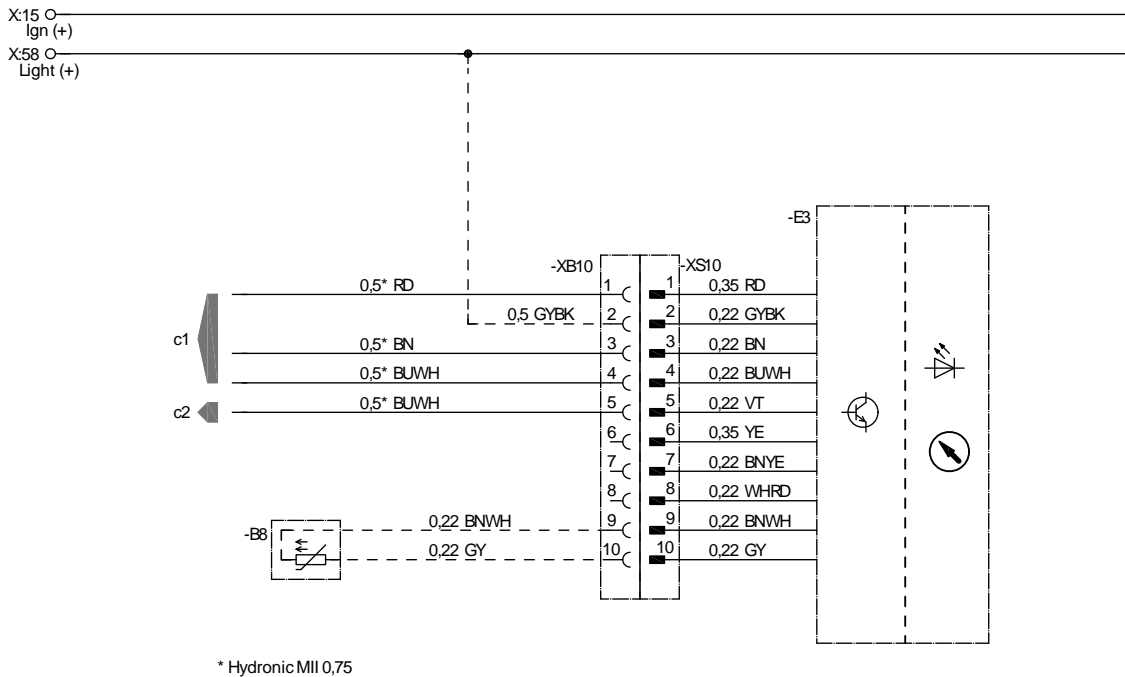 X:15
Ign (+)
X:58
Light (+)
-E3
-XB10
-XS10
0,5* RD 1 1 0,35 RD
0,5 GYBK 2 2 0,22 GYBK
c1
0,5* BN 3 3 0,22 BN
0,5* BUWH 4 4 0,22 BUWH
c2 0,5* BUWH 5 5 0,22 VT
6 6 0,35 YE
7 7 0,22 BNYE
8 8 0,22 WHRD
-B8 0,22 BNWH 9 9 0,22 BNWH
0,22 GY 10 10 0,22 GY
* Hydronic MII 0,75